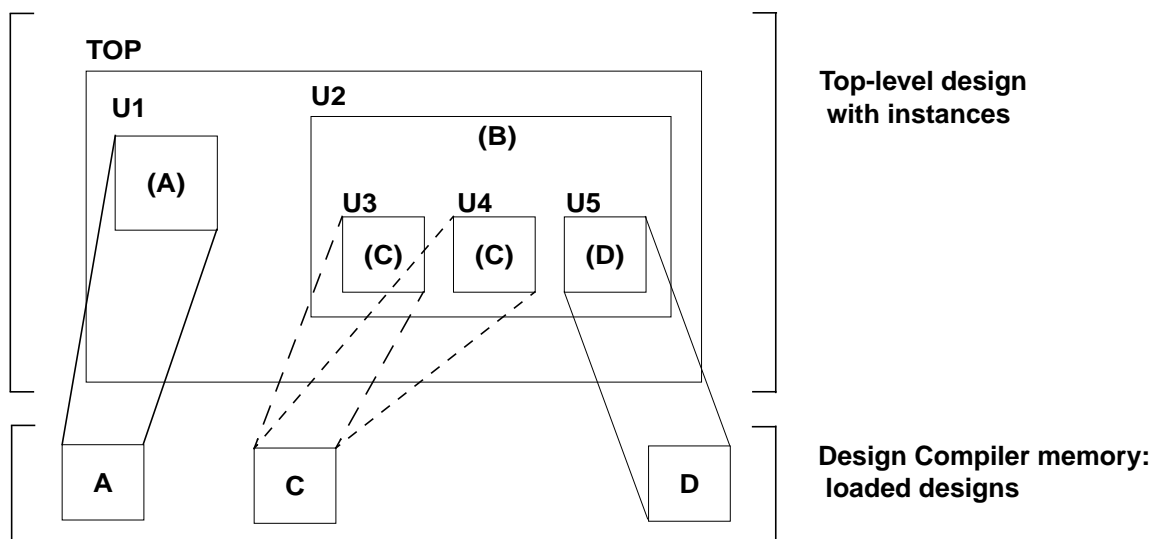 TOP
U1
U2
(B)
(A)
U3
U4
U5
(C)
(C)
(D)
Top-level design
with instances
A
C
D
Design Compiler memory:
loaded designs